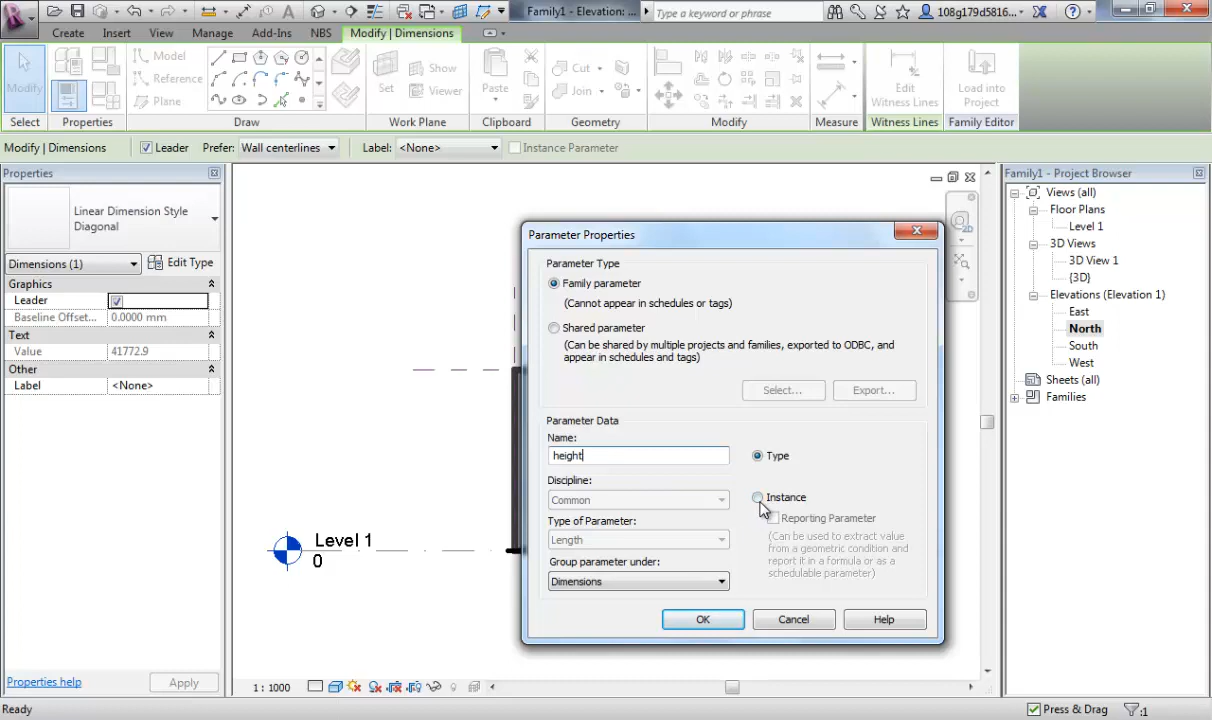 Family1 - Elevation: ...
Type a keyword or phrase
108g179d5816...
Create Insert View Manage Add-Ins NBS Modify | Dimensions
Modify
Model
Reference
Plane
Set
Show
Viewer
Paste
Cut
Join
Edit
Witness Lines
Load into
Project
Select Properties Draw Work Plane Clipboard Geometry Modify Measure Witness Lines Family Editor
Modify | Dimensions Leader Prefer: Wall centerlines Label: <None> Instance Parameter
Properties
Linear Dimension Style
Diagonal
Dimensions (1) Edit Type
Graphics
Leader
Baseline Offset... 0.0000 mm
Text
Value 41772.9
Other
Label <None>
Properties help Apply
Level 1
0
1 : 1000
2D
Parameter Properties
Parameter Type
Family parameter
(Cannot appear in schedules or tags)
Shared parameter
(Can be shared by multiple projects and families, exported to ODBC, and
appear in schedules and tags)
Select... Export...
Parameter Data
Name:
height
Type
Discipline:
Common
Instance
Type of Parameter:
Length
Reporting Parameter
(Can be used to extract value
from a geometric condition and
report it in a formula or as a
schedulable parameter)
Group parameter under:
Dimensions
OK Cancel Help
Family1 - Project Browser
Views (all)
Floor Plans
Level 1
3D Views
3D View 1
{3D}
Elevations (Elevation 1)
East
North
South
West
Sheets (all)
Families
Ready
Press & Drag
:1